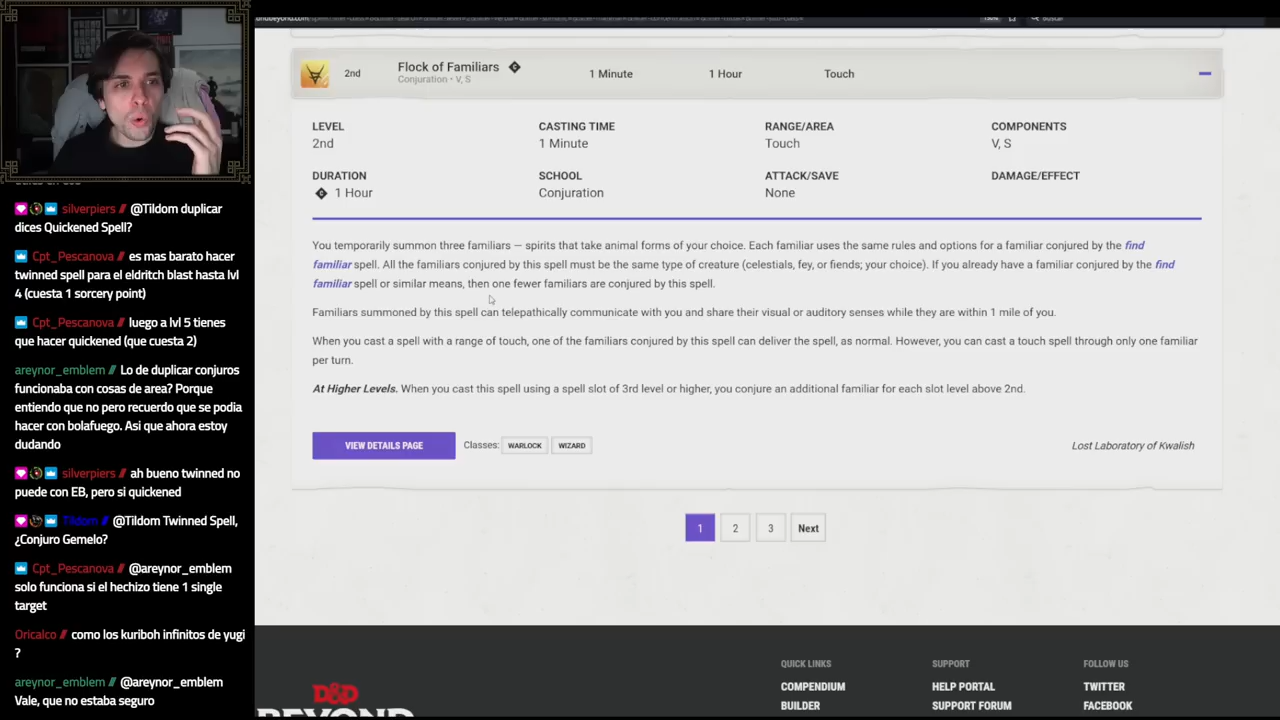 2nd
Flock of Familiars
Conjuration • V, S
1 Minute
1 Hour
Touch
LEVEL
2nd
CASTING TIME
1 Minute
RANGE/AREA
Touch
COMPONENTS
V, S
DURATION
1 Hour
SCHOOL
Conjuration
ATTACK/SAVE
None
DAMAGE/EFFECT
You temporarily summon three familiars — spirits that take animal forms of your choice. Each familiar uses the same rules and options for a familiar conjured by the find
familiar spell. All the familiars conjured by this spell must be the same type of creature (celestials, fey, or fiends; your choice). If you already have a familiar conjured by the find
familiar spell or similar means, then one fewer familiars are conjured by this spell.
Familiars summoned by this spell can telepathically communicate with you and share their visual or auditory senses while they are within 1 mile of you.
When you cast a spell with a range of touch, one of the familiars conjured by this spell can deliver the spell, as normal. However, you can cast a touch spell through only one familiar
per turn.
At Higher Levels. When you cast this spell using a spell slot of 3rd level or higher, you conjure an additional familiar for each slot level above 2nd.
VIEW DETAILS PAGE
Classes: WARLOCK WIZARD
Lost Laboratory of Kwalish
1 2 3 Next
D&D
BEYOND
QUICK LINKS
COMPENDIUM
BUILDER
SUPPORT
HELP PORTAL
SUPPORT FORUM
FOLLOW US
TWITTER
FACEBOOK
silverpiers // @Tildom duplicar
dices Quickened Spell?
Cpt_Pescanova // es mas barato hacer
twinned spell para el eldritch blast hasta lvl
4 (cuesta 1 sorcery point)
Cpt_Pescanova // luego a lvl 5 tienes
que hacer quickened (que cuesta 2)
areynor_emblem // Lo de duplicar conjuros
funcionaba con cosas de area? Porque
entiendo que no pero recuerdo que se podia
hacer con bolafuego. Asi que ahora estoy
dudando
silverpiers // ah bueno twinned no
puede con EB, pero si quickened
Tildom // @Tildom Twinned Spell,
¿Conjuro Gemelo?
Cpt_Pescanova // @areynor_emblem
solo funciona si el hechizo tiene 1 single
target
Oricalco // como los kuriboh infinitos de yugi
?
areynor_emblem // @areynor_emblem
Vale, que no estaba seguro